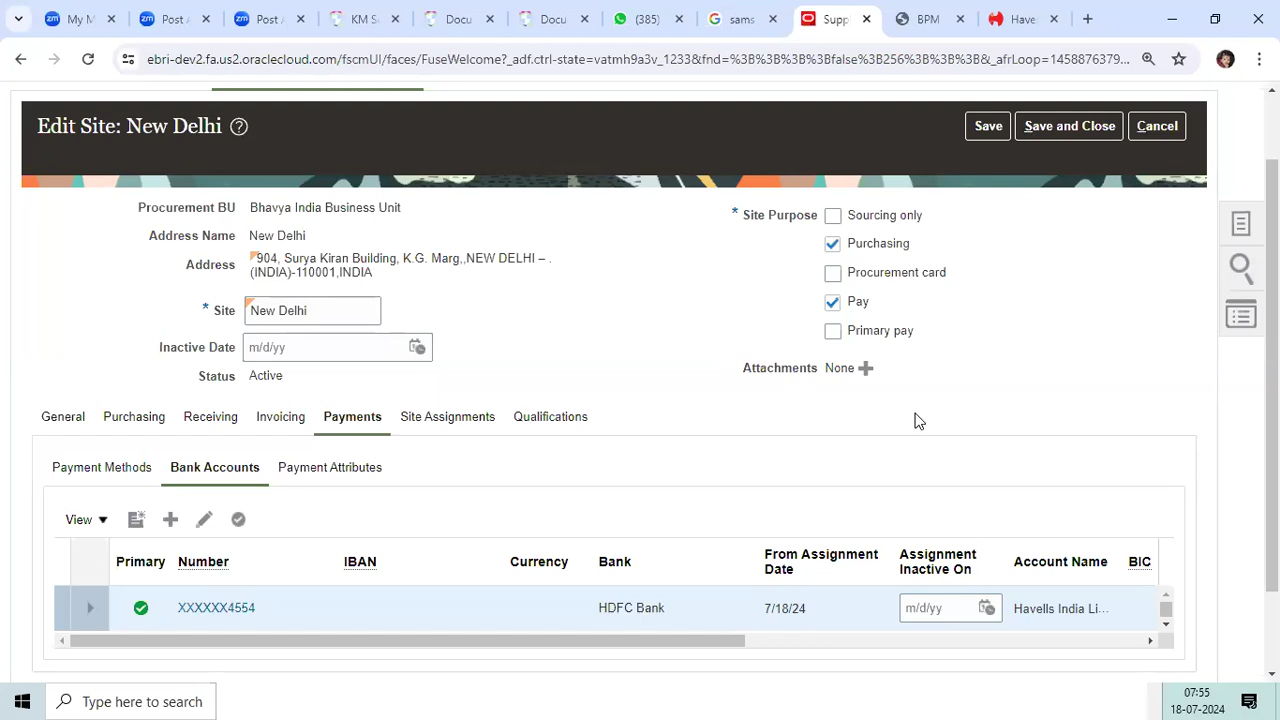 My M
Post A
Post A
KM S
Docu
Docu
(385)
sams
Supp
BPM
Have
ebri-dev2.fa.us2.oraclecloud.com/fscmUI/faces/FuseWelcome?_adf.ctrl-state=vatmh9a3v_1233&fnd=%3B%3B%3B%3Bfalse%3B256%3B%3B%3B&_afrLoop=1458876379...
Edit Site: New Delhi
Save
Save and Close
Cancel
Procurement BU Bhavya India Business Unit
Address Name New Delhi
Address 904, Surya Kiran Building, K.G. Marg,,NEW DELHI – .
(INDIA)-110001,INDIA
* Site New Delhi
Inactive Date m/d/yy
Status Active
* Site Purpose Sourcing only
Purchasing
Procurement card
Pay
Primary pay
Attachments None
General Purchasing Receiving Invoicing Payments Site Assignments Qualifications
Payment Methods Bank Accounts Payment Attributes
View
Primary Number IBAN Currency Bank From Assignment Date Assignment Inactive On Account Name BIC
XXXXXX4554 HDFC Bank 7/18/24 m/d/yy Havells India Li...
Type here to search
07:55
18-07-2024